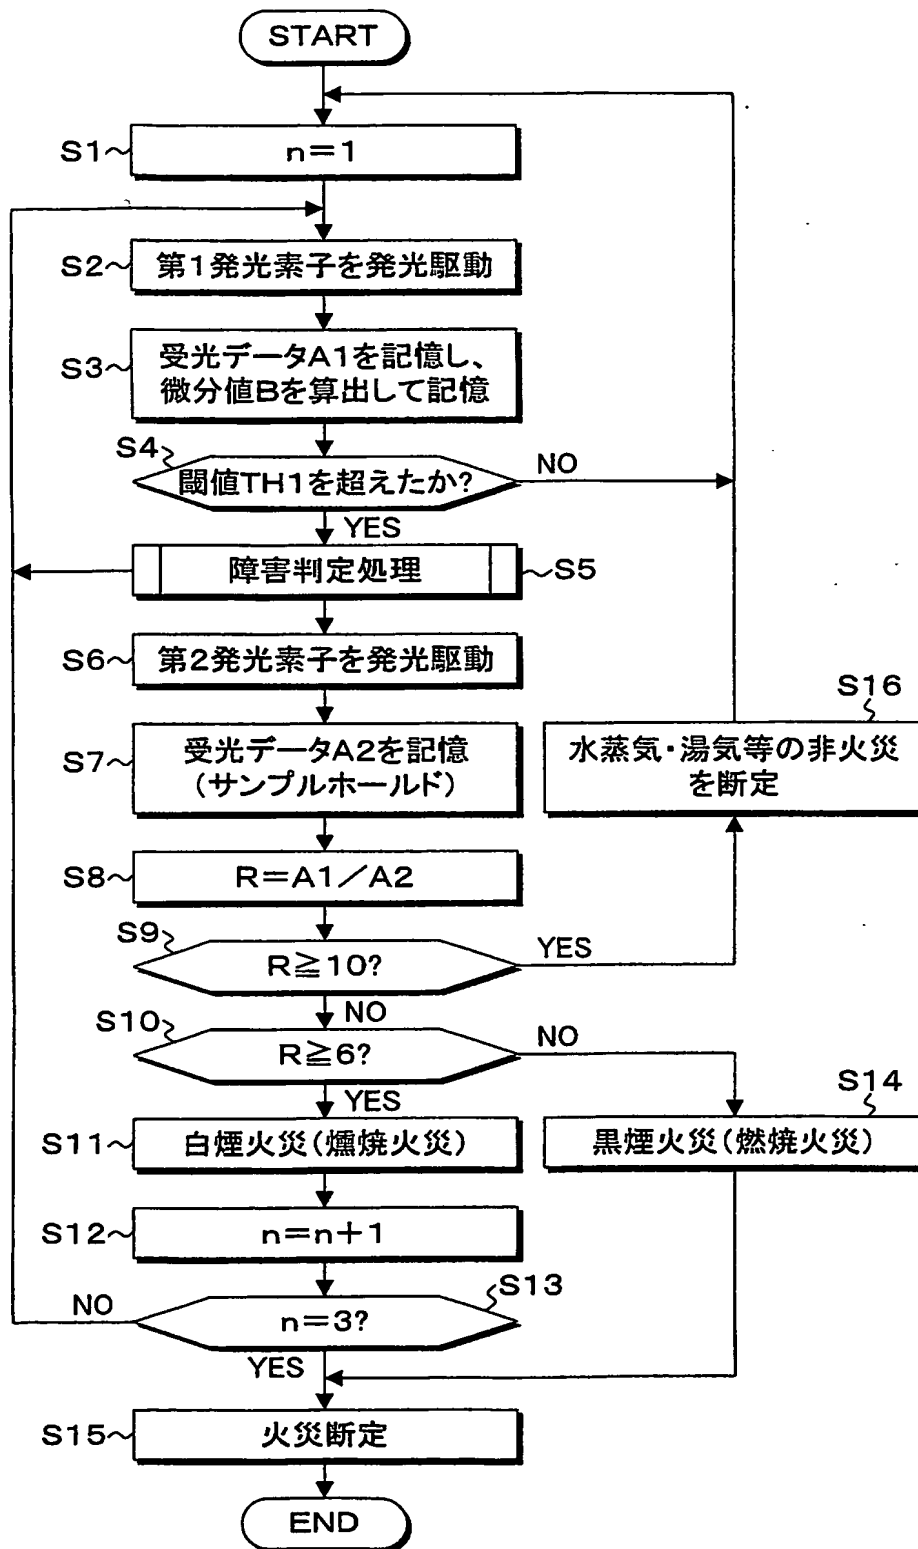 START
S1
n=1
S2
第1発光素子を発光駆動
S3
受光データA1を記憶し、
微分値Bを算出して記憶
S4
閾値TH1を超えたか?
NO
YES
障害判定処理
S5
S6
第2発光素子を発光駆動
S7
受光データA2を記憶
(サンプルホールド)
S16
水蒸気・湯気等の非火災
を断定
S8
R=A1/A2
S9
R≧10?
YES
NO
S10
R≧6?
NO
YES
S11
白煙火災(燻焼火災)
S14
黒煙火災(燃焼火災)
S12
n=n+1
S13
n=3?
NO
YES
S15
火災断定
END